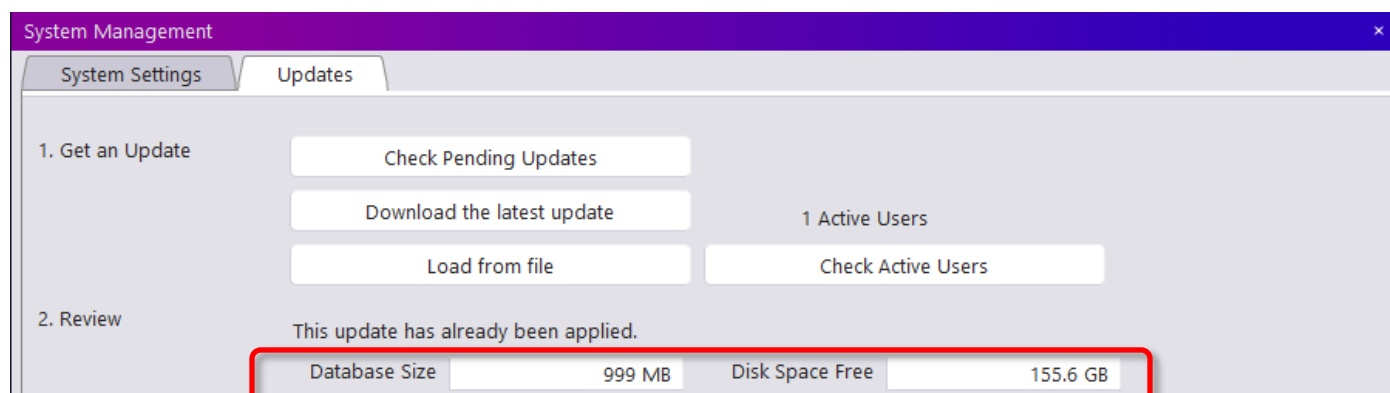 System Management
System Settings
Updates
1. Get an Update
Check Pending Updates
Download the latest update
1 Active Users
Load from file
Check Active Users
2. Review
This update has already been applied.
Database Size 999 MB Disk Space Free 155.6 GB